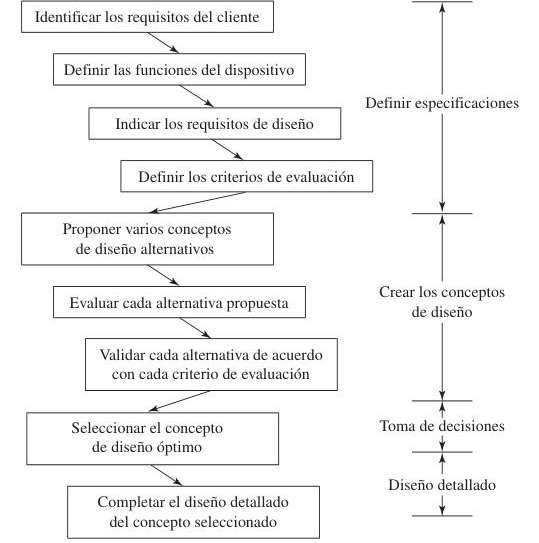 Identificar los requisitos del cliente
Definir las funciones del dispositivo
Indicar los requisitos de diseño
Definir los criterios de evaluación
Definir especificaciones
Proponer varios conceptos
de diseño alternativos
Evaluar cada alternativa propuesta
Validar cada alternativa de acuerdo
con cada criterio de evaluación
Crear los conceptos
de diseño
Seleccionar el concepto
de diseño óptimo
Toma de decisiones
Completar el diseño detallado
del concepto seleccionado
Diseño detallado